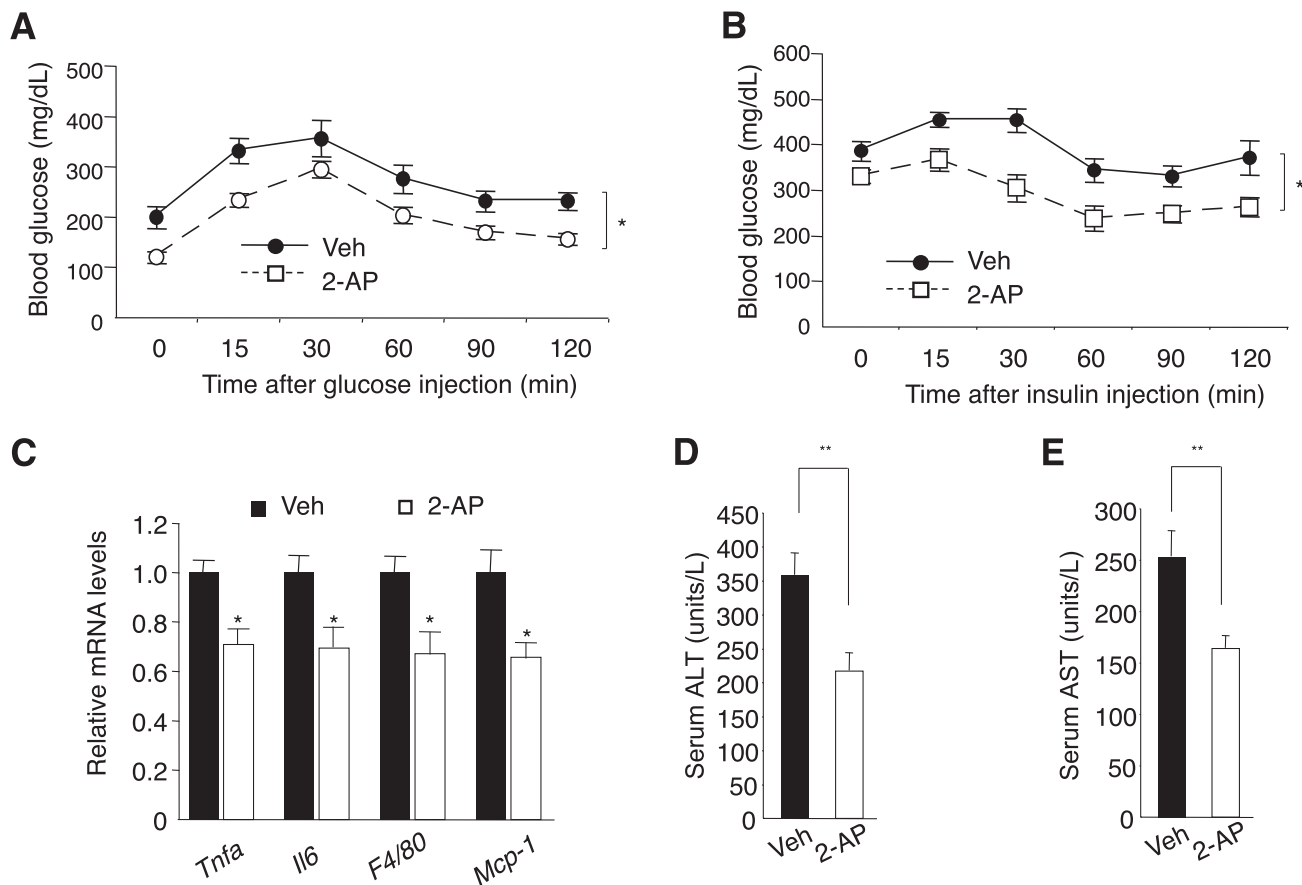 A
Blood glucose (mg/dL)
500
400
300
200
100
0
Veh
2-AP
*
0 15 30 60 90 120
Time after glucose injection (min)
B
Blood glucose (mg/dL)
600
500
400
300
200
100
0
Veh
2-AP
*
0 15 30 60 90 120
Time after insulin injection (min)
C
Veh 2-AP
Relative mRNA levels
1.2
1.0
0.8
0.6
0.4
0.2
0
* * * *
Tnfa Il6 F4/80 Mcp-1
D
**
Serum ALT (units/L)
450
400
350
300
250
200
150
100
50
0
Veh 2-AP
E
**
Serum AST (units/L)
300
250
200
150
100
50
0
Veh 2-AP